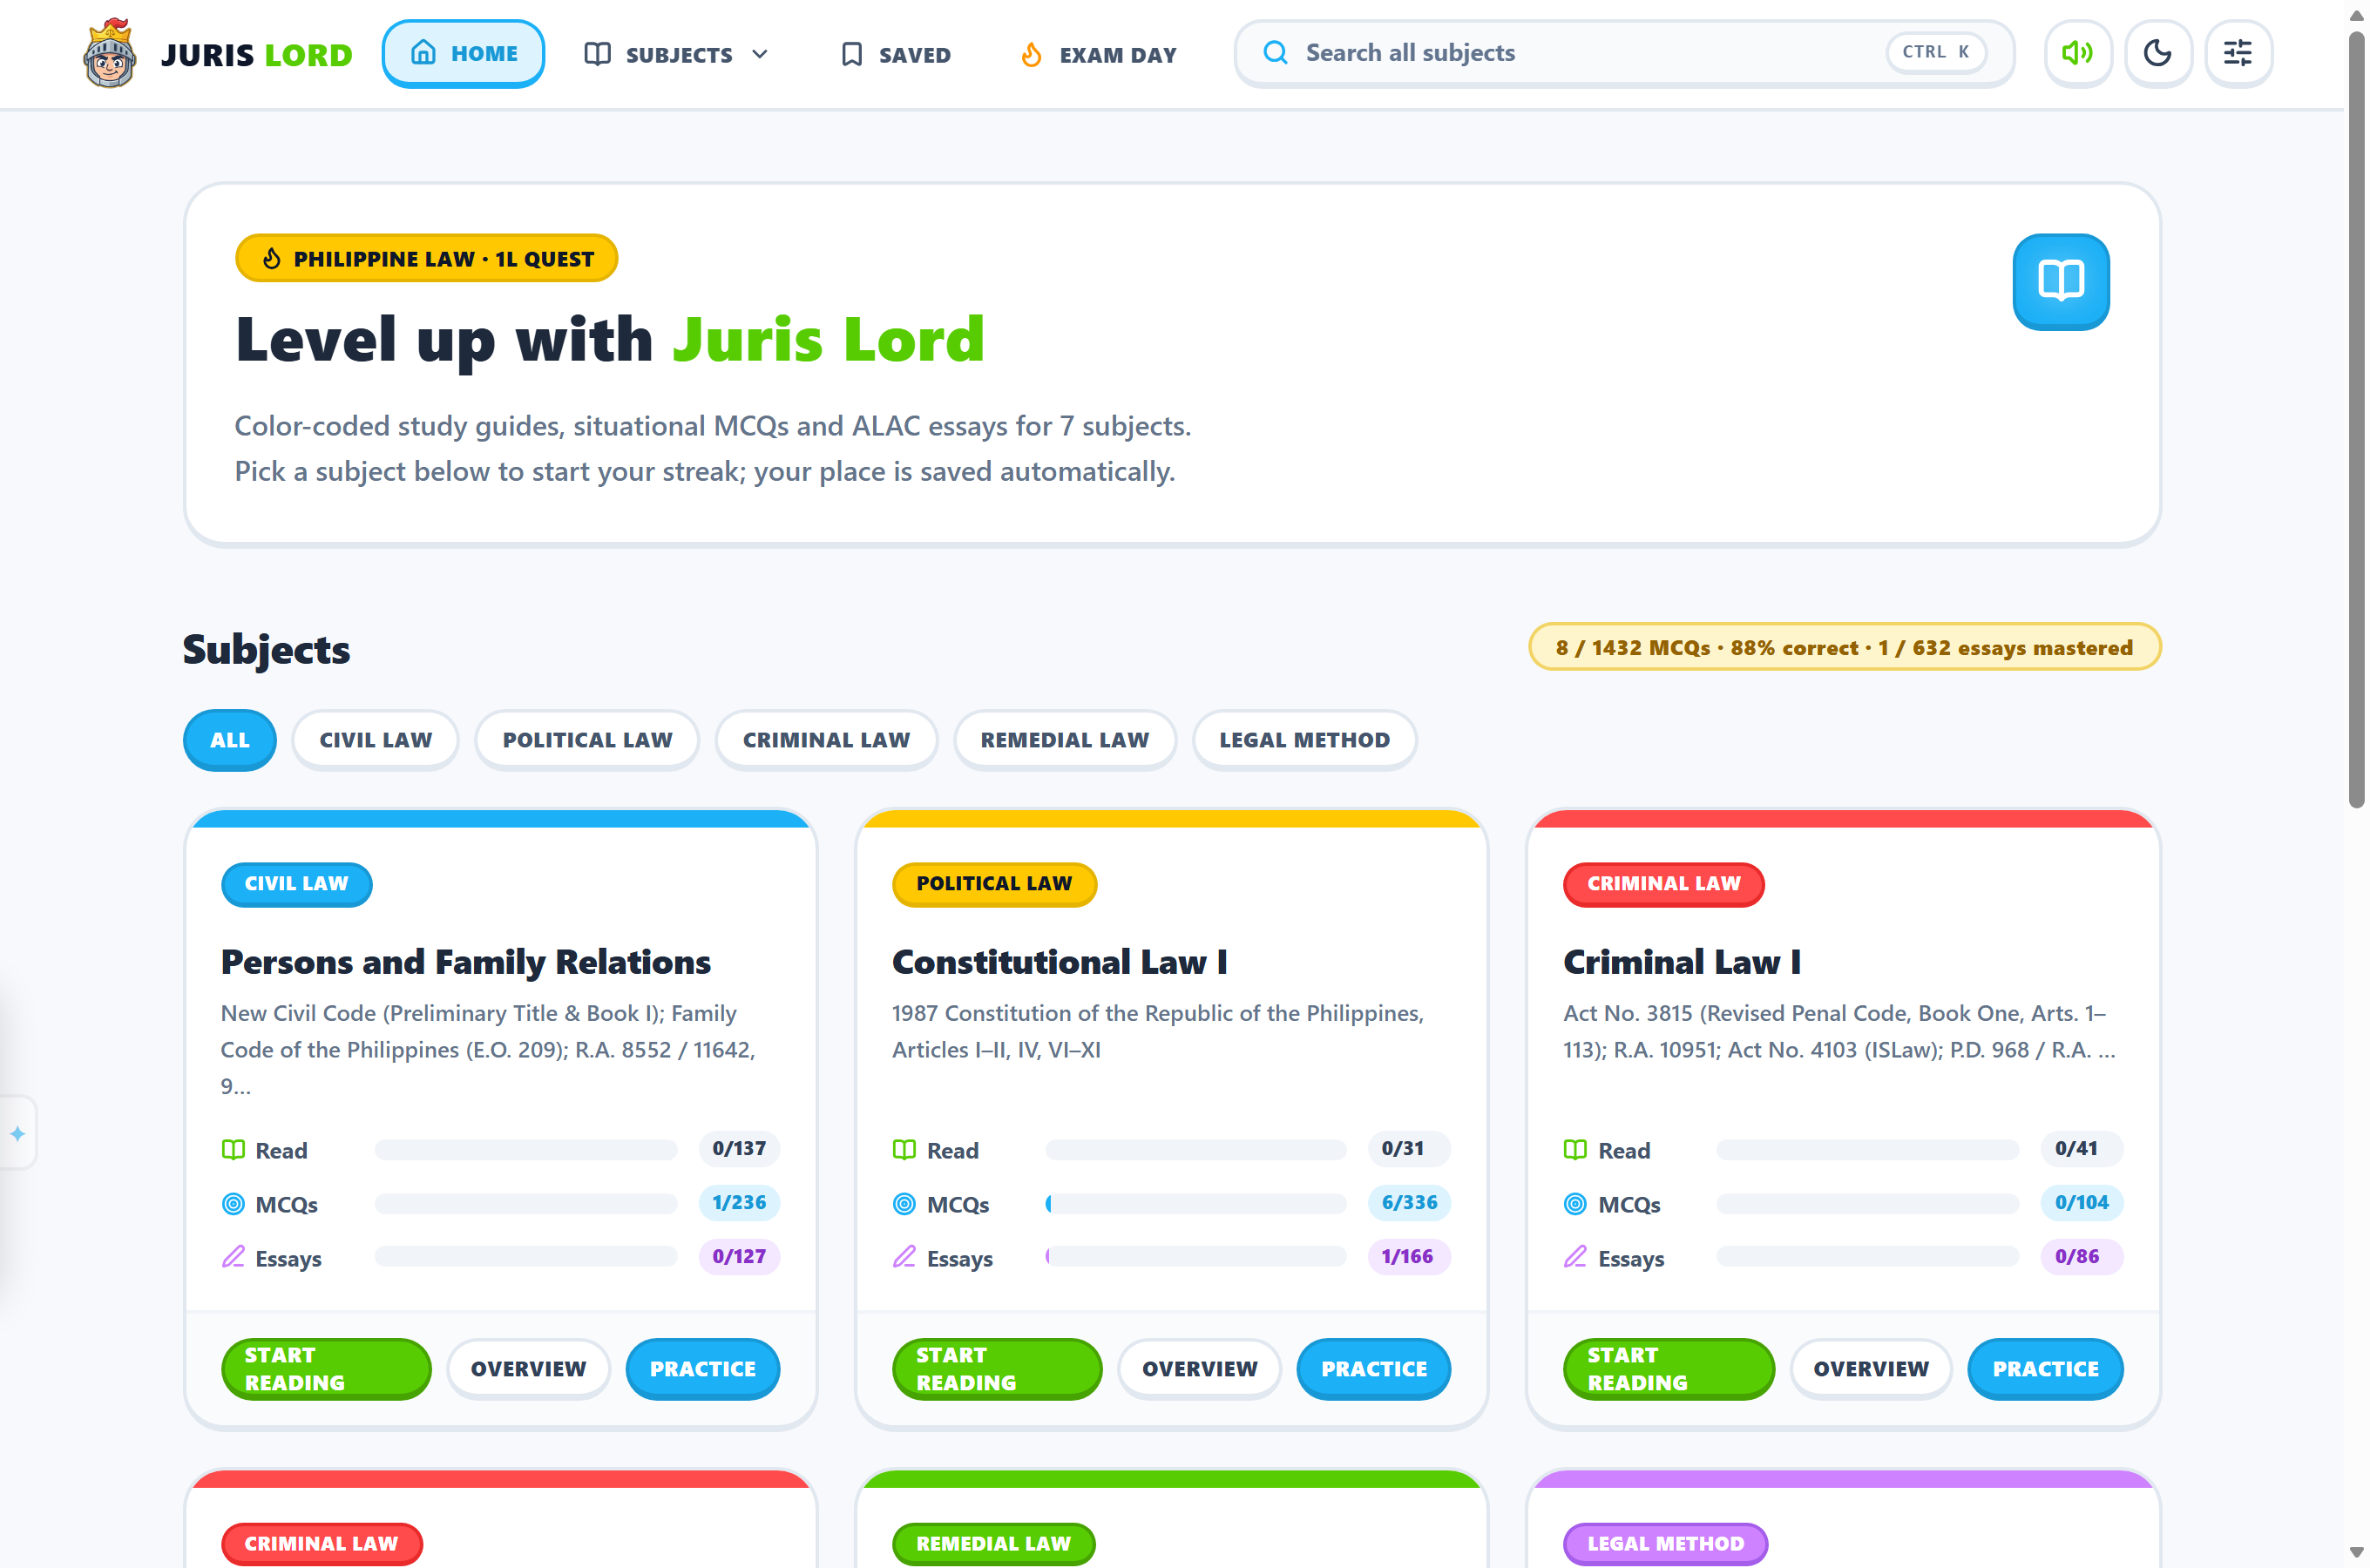 JURIS LORD
HOME
SUBJECTS
SAVED
EXAM DAY
Search all subjects
CTRL K
PHILIPPINE LAW · 1L QUEST
Level up with Juris Lord
Color-coded study guides, situational MCQs and ALAC essays for 7 subjects.
Pick a subject below to start your streak; your place is saved automatically.
Subjects
8 / 1432 MCQs · 88% correct · 1 / 632 essays mastered
ALL
CIVIL LAW
POLITICAL LAW
CRIMINAL LAW
REMEDIAL LAW
LEGAL METHOD
CIVIL LAW
Persons and Family Relations
New Civil Code (Preliminary Title & Book I); Family
Code of the Philippines (E.O. 209); R.A. 8552 / 11642,
9...
Read
0/137
MCQs
1/236
Essays
0/127
START
READING
OVERVIEW
PRACTICE
POLITICAL LAW
Constitutional Law I
1987 Constitution of the Republic of the Philippines,
Articles I–II, IV, VI–XI
Read
0/31
MCQs
6/336
Essays
1/166
START
READING
OVERVIEW
PRACTICE
CRIMINAL LAW
Criminal Law I
Act No. 3815 (Revised Penal Code, Book One, Arts. 1–
113); R.A. 10951; Act No. 4103 (ISLaw); P.D. 968 / R.A. ...
Read
0/41
MCQs
0/104
Essays
0/86
START
READING
OVERVIEW
PRACTICE
CRIMINAL LAW
REMEDIAL LAW
LEGAL METHOD